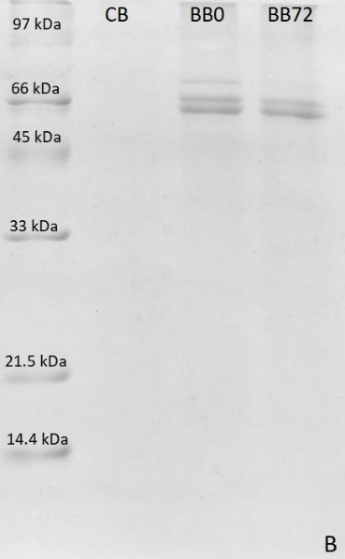 CB BB0 BB72
97 kDa
66 kDa
45 kDa
33 kDa
21.5 kDa
14.4 kDa
B